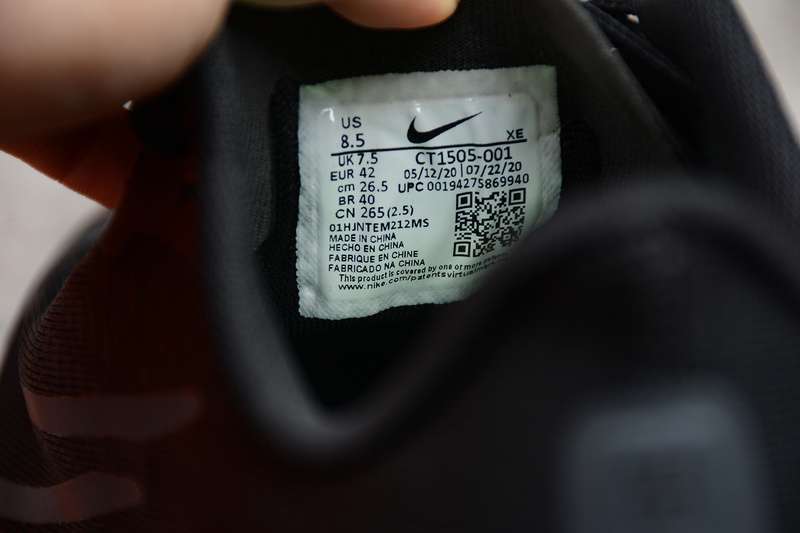 US
8.5 XE
UK 7.5 CT1505-001
EUR 42 05/12/20 07/22/20
cm 26.5 UPC 00194275869940
BR 40
CN 265 (2.5)
01HJNTEM212MS
MADE IN CHINA
HECHO EN CHINA
FABRIQUE EN CHINE
FABRICADO NA CHINA
This product is covered by one or more
www.nike.com/patents